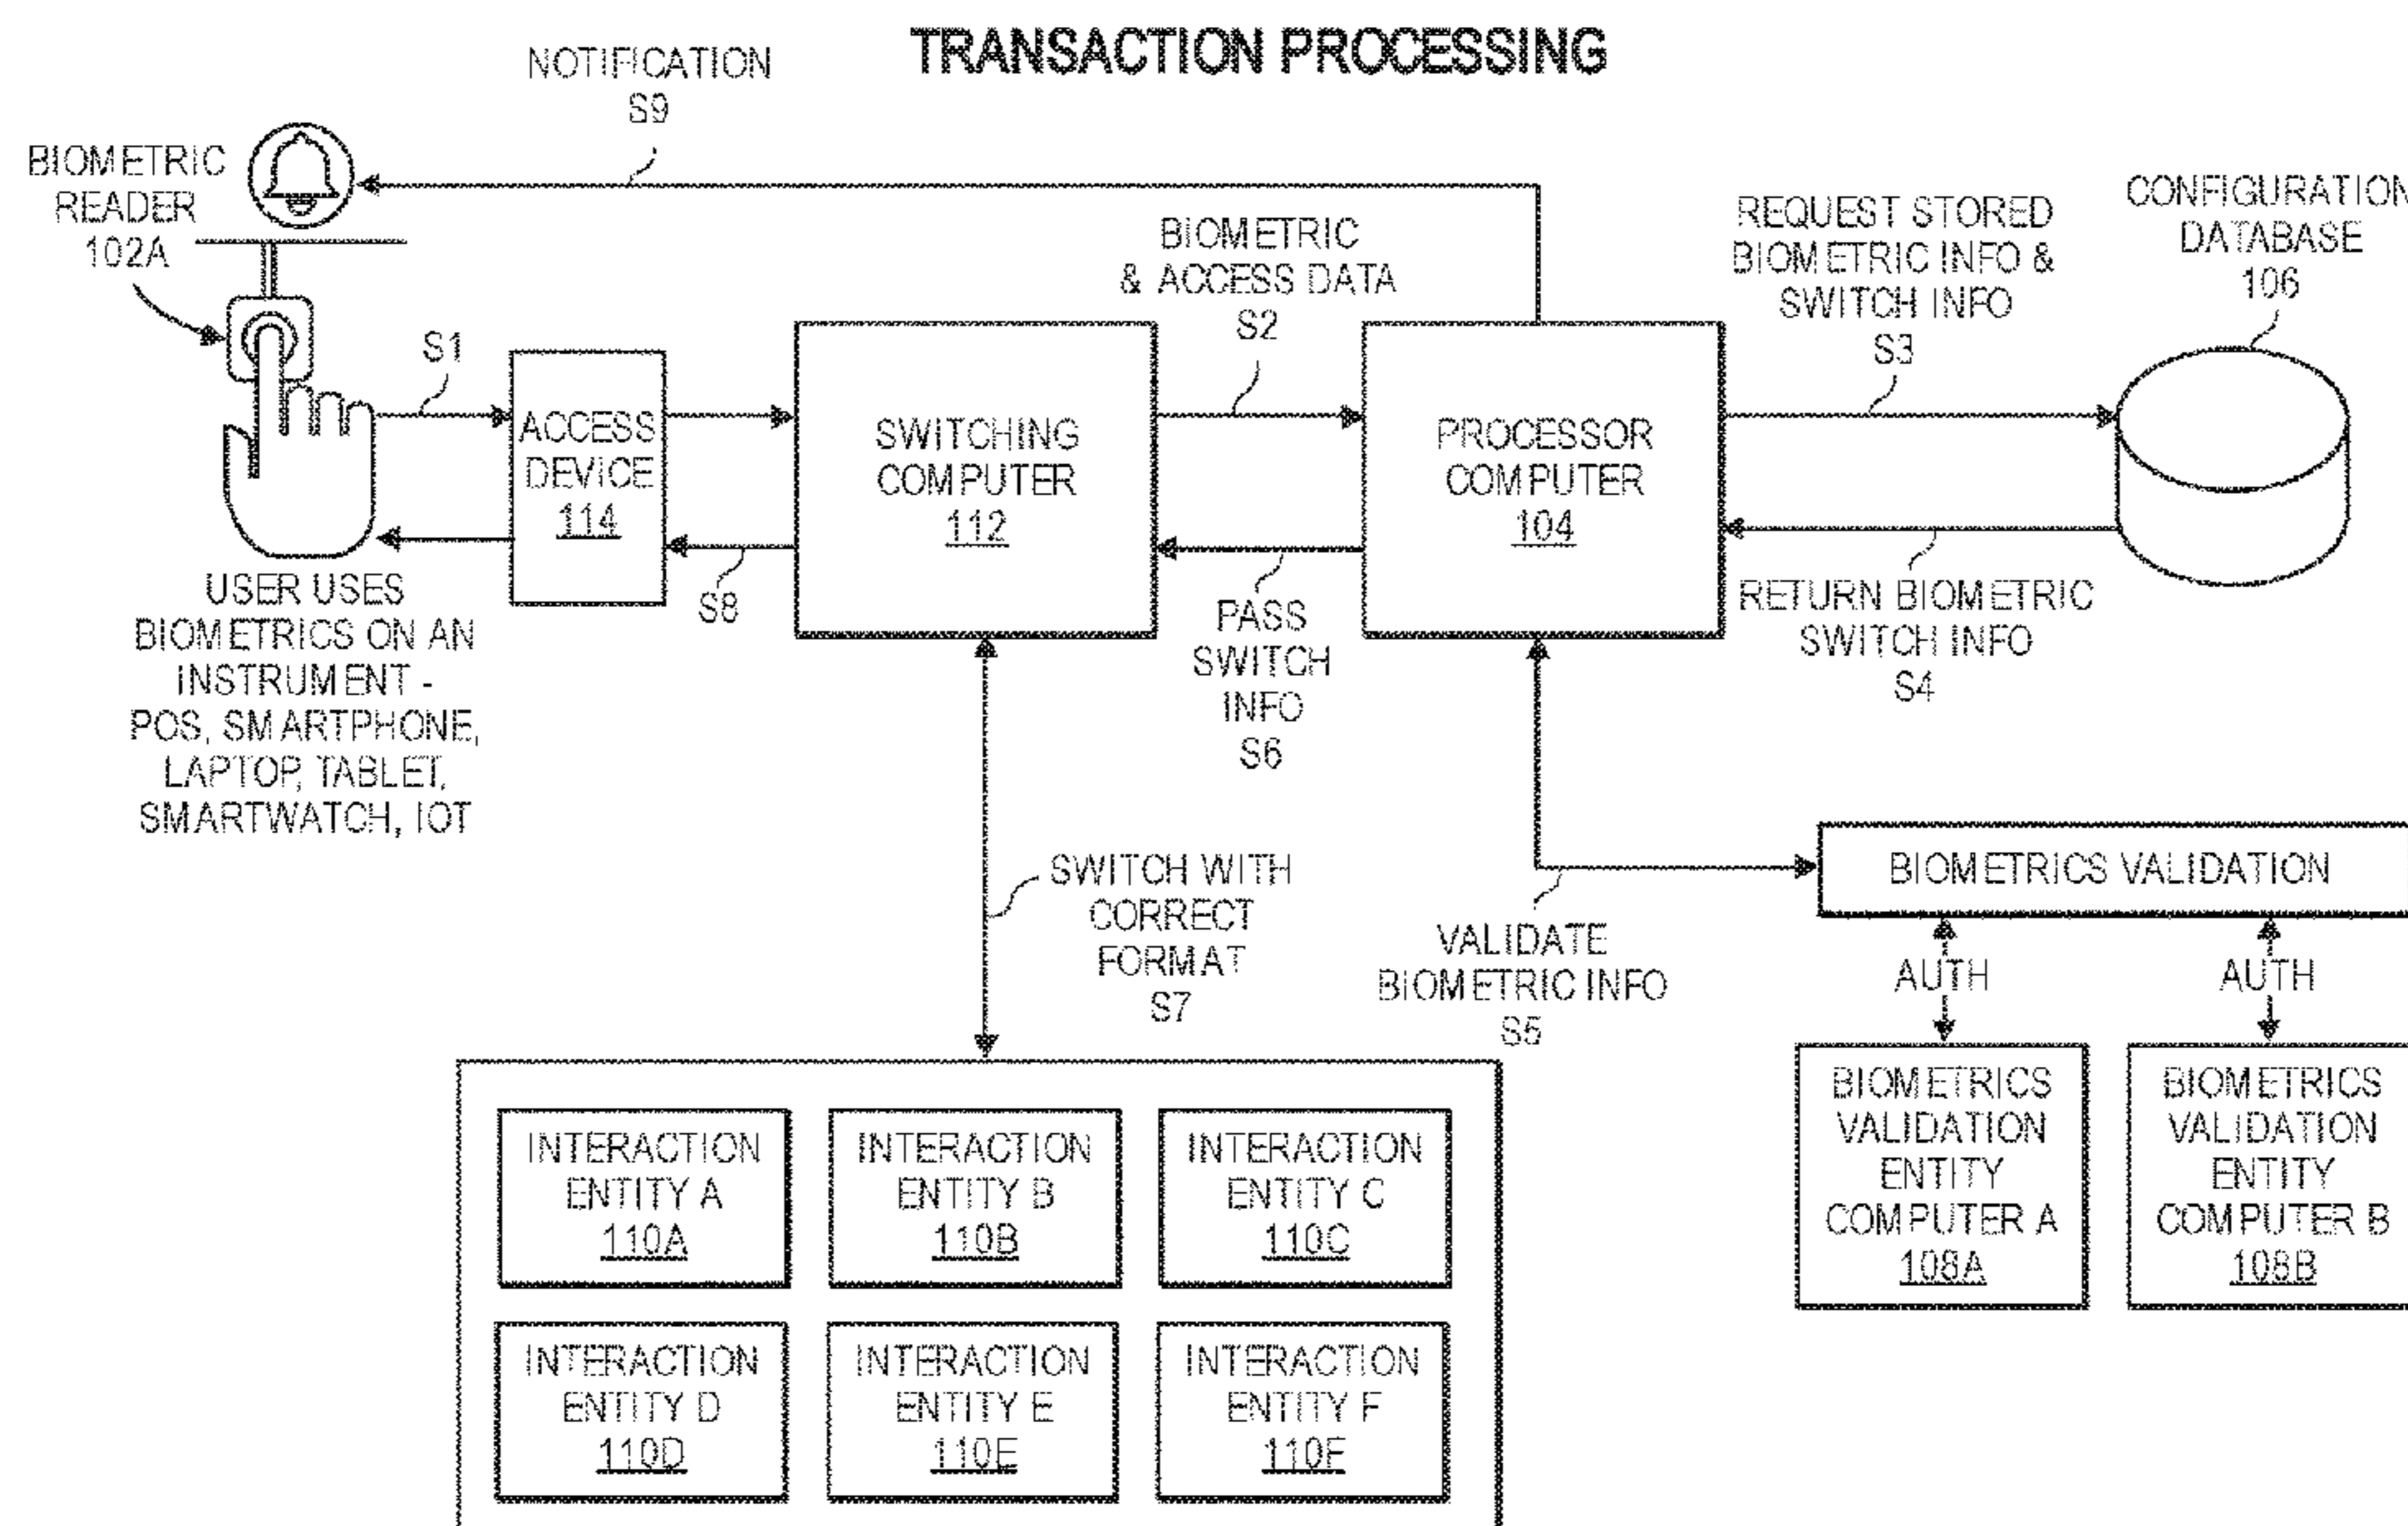 TRANSACTION PROCESSING
NOTIFICATION
S9
BIOMETRIC
READER
102A
BIOMETRIC
& ACCESS DATA
S2
REQUEST STORED
BIOMETRIC INFO &
SWITCH INFO
S3
CONFIGURATION
DATABASE
106
S1
ACCESS
DEVICE
114
SWITCHING
COMPUTER
112
PROCESSOR
COMPUTER
104
S8
PASS
SWITCH
INFO
S6
RETURN BIOMETRIC
SWITCH INFO
S4
USER USES
BIOMETRICS ON AN
INSTRUMENT -
POS, SMARTPHONE,
LAPTOP, TABLET,
SMARTWATCH, IOT
SWITCH WITH
CORRECT
FORMAT
S7
VALIDATE
BIOMETRIC INFO
S5
BIOMETRICS VALIDATION
AUTH
AUTH
BIOMETRICS
VALIDATION
ENTITY
COMPUTER A
108A
BIOMETRICS
VALIDATION
ENTITY
COMPUTER B
108B
INTERACTION
ENTITY A
110A
INTERACTION
ENTITY B
110B
INTERACTION
ENTITY C
110C
INTERACTION
ENTITY D
110D
INTERACTION
ENTITY E
110E
INTERACTION
ENTITY F
110F